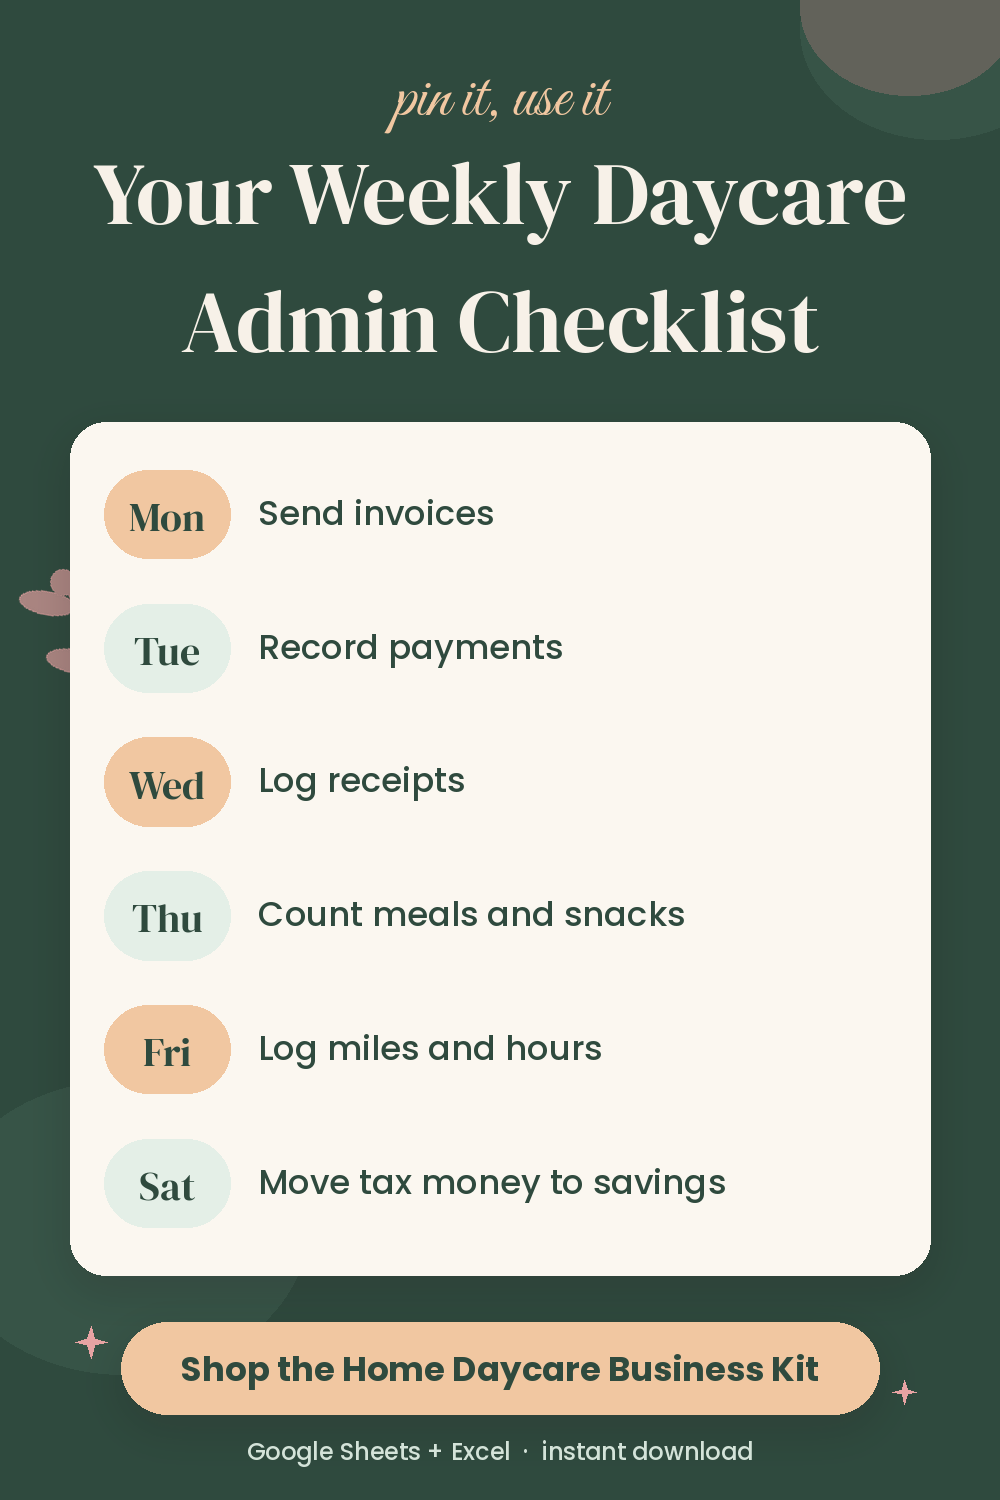 pin it, use it
Your Weekly Daycare
Admin Checklist
Mon Send invoices
Tue Record payments
Wed Log receipts
Thu Count meals and snacks
Fri Log miles and hours
Sat Move tax money to savings
Shop the Home Daycare Business Kit
Google Sheets + Excel · instant download